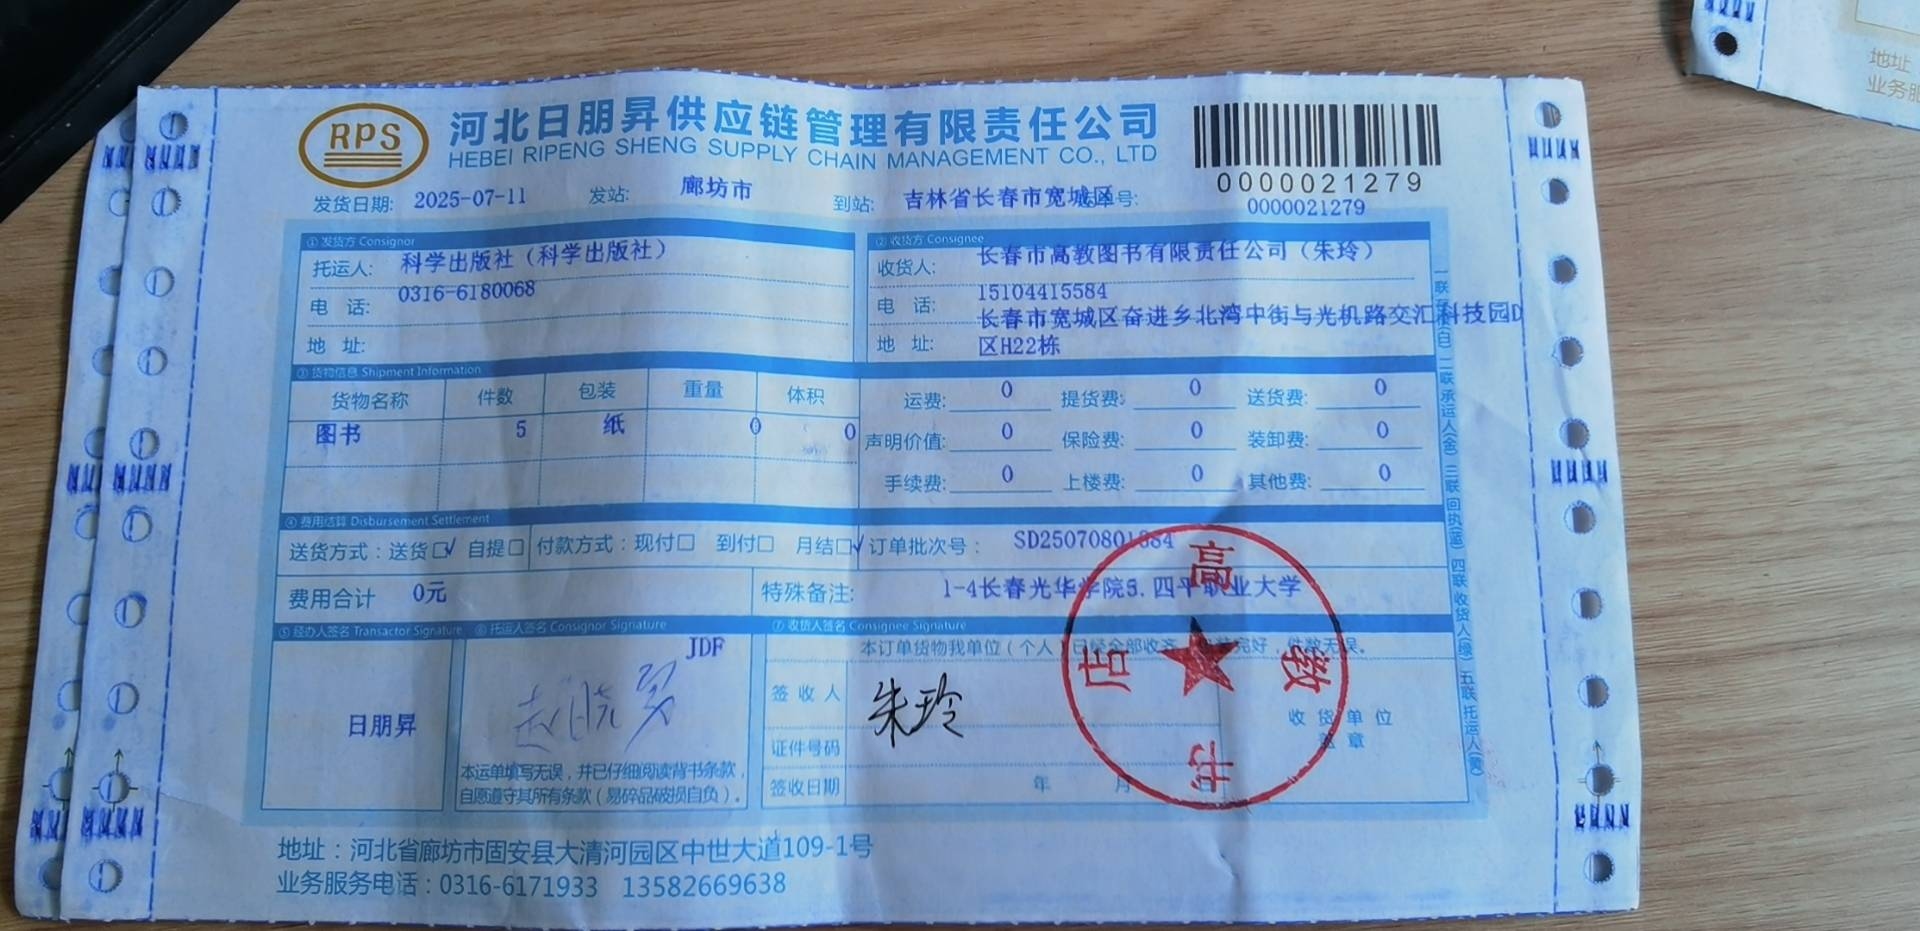 RPS
河北日朋昇供应链管理有限责任公司
HEBEI RIPENG SHENG SUPPLY CHAIN MANAGEMENT CO., LTD
0000021279
发货日期: 2025-07-11 发站: 廊坊市 到站: 吉林省长春市宽城区 单号: 0000021279
① 发货方 Consignor
② 收货方 Consignee
托运人: 科学出版社（科学出版社）
收货人: 长春市高教图书有限责任公司（朱玲）
电 话: 0316-6180068
电 话: 15104415584
地 址:
地 址: 长春市宽城区奋进乡北湾中街与光机路交汇科技园D
区H22栋
③ 货物信息 Shipment Information
货物名称 件数 包装 重量 体积
图书 5 纸 0 0
运费: 0 提货费: 0 送货费: 0
声明价值: 0 保险费: 0 装卸费: 0
手续费: 0 上楼费: 0 其他费: 0
④ 费用结算 Disbursement Settlement
送货方式：送货☑ 自提□ 付款方式：现付□ 到付□ 月结☑ 订单批次号： SD25070801884
费用合计 0元 特殊备注: 1-4长春光华学院5.四平职业大学
⑤ 经办人签名 Transactor Signature
⑥ 托运人签名 Consignor Signature
⑦ 收货人签名 Consignee Signature
日朋昇
JDF
赵晓勇
本运单填写无误，并已仔细阅读背书条款，
自愿遵守其所有条款（易碎品破损自负）。
本订单货物我单位（个人）已经全部收齐，完好，件数无误。
签收人 朱玲
证件号码
签收日期 年 月
收货单位
盖章
高教书店
一联 (白) 二联 承运人(金) 三联 回执(蓝) 四联 收货人(绿) 五联 托运人(黄)
地址：河北省廊坊市固安县大清河园区中世大道109-1号
业务服务电话：0316-6171933 13582669638
地址
业务服